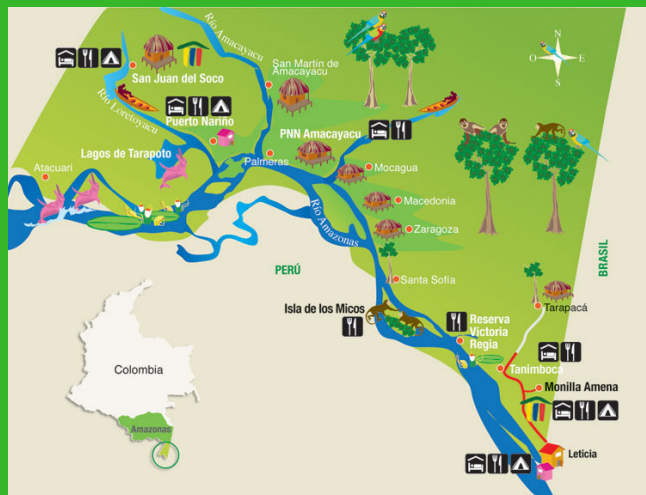 Río Amacayacu
N
O
E
S
San Martín de
Amacayacu
San Juan del Soco
Río Loretoyacu
Puerto Nariño
PNN Amacayacu
Lagos de Tarapoto
Palmeras
Atacuari
Mocagua
Macedonia
Río Amazonas
Zaragoza
PERÚ
BRASIL
Santa Sofía
Isla de los Micos
Reserva
Victoria
Regia
Tarapacá
Tanimboca
Monilla Amena
Colombia
Amazonas
Leticia